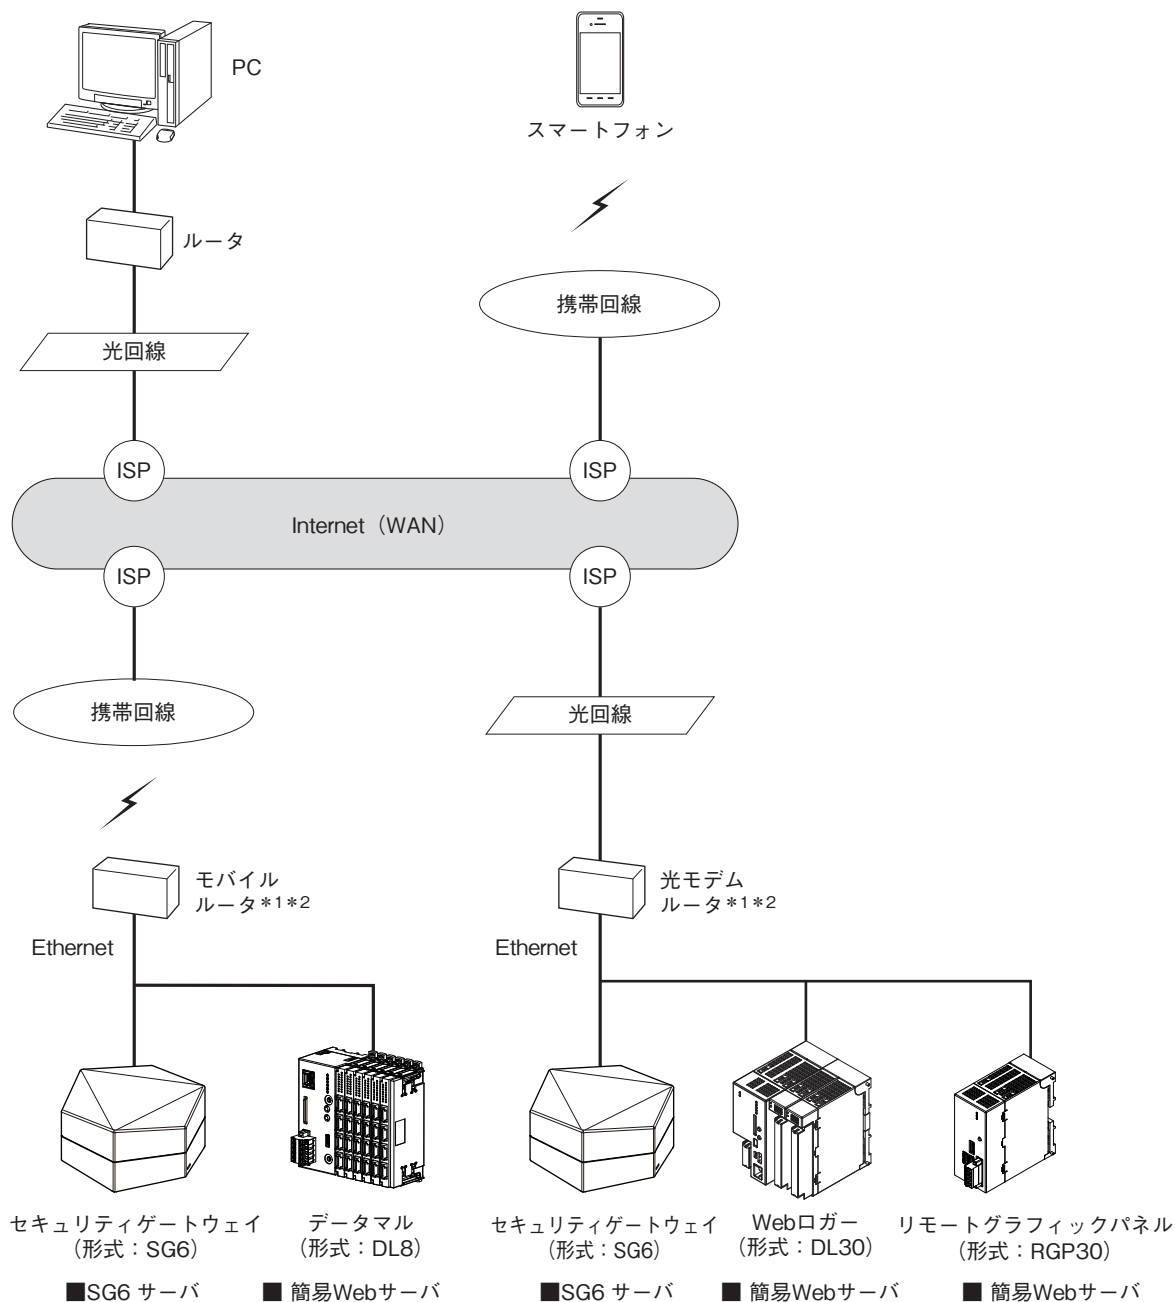 PC
スマートフォン
ルータ
携帯回線
光回線
ISP
ISP
Internet（WAN）
ISP
ISP
携帯回線
光回線
モバイル
ルータ*1*2
光モデム
ルータ*1*2
Ethernet
Ethernet
セキュリティゲートウェイ
（形式：SG6）
データマル
（形式：DL8）
セキュリティゲートウェイ
（形式：SG6）
Webロガー
（形式：DL30）
リモートグラフィックパネル
（形式：RGP30）
■SG6 サーバ
■ 簡易Webサーバ
■SG6 サーバ
■ 簡易Webサーバ
■ 簡易Webサーバ